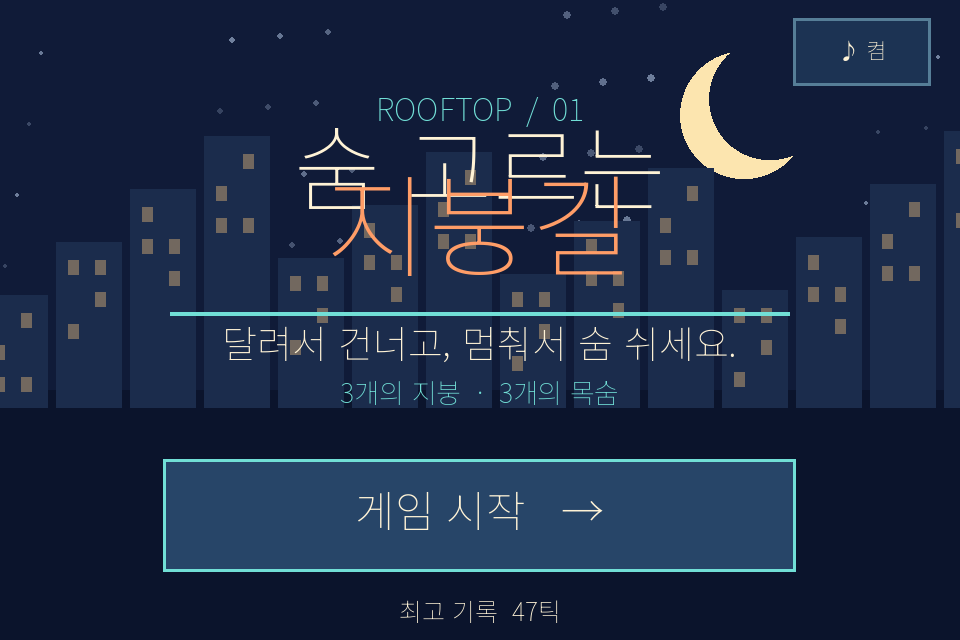 ♪ 켬
ROOFTOP / 01
숨 고르는
지붕길
달려서 건너고, 멈춰서 숨 쉬세요.
3개의 지붕 · 3개의 목숨
게임 시작 →
최고 기록 47틱